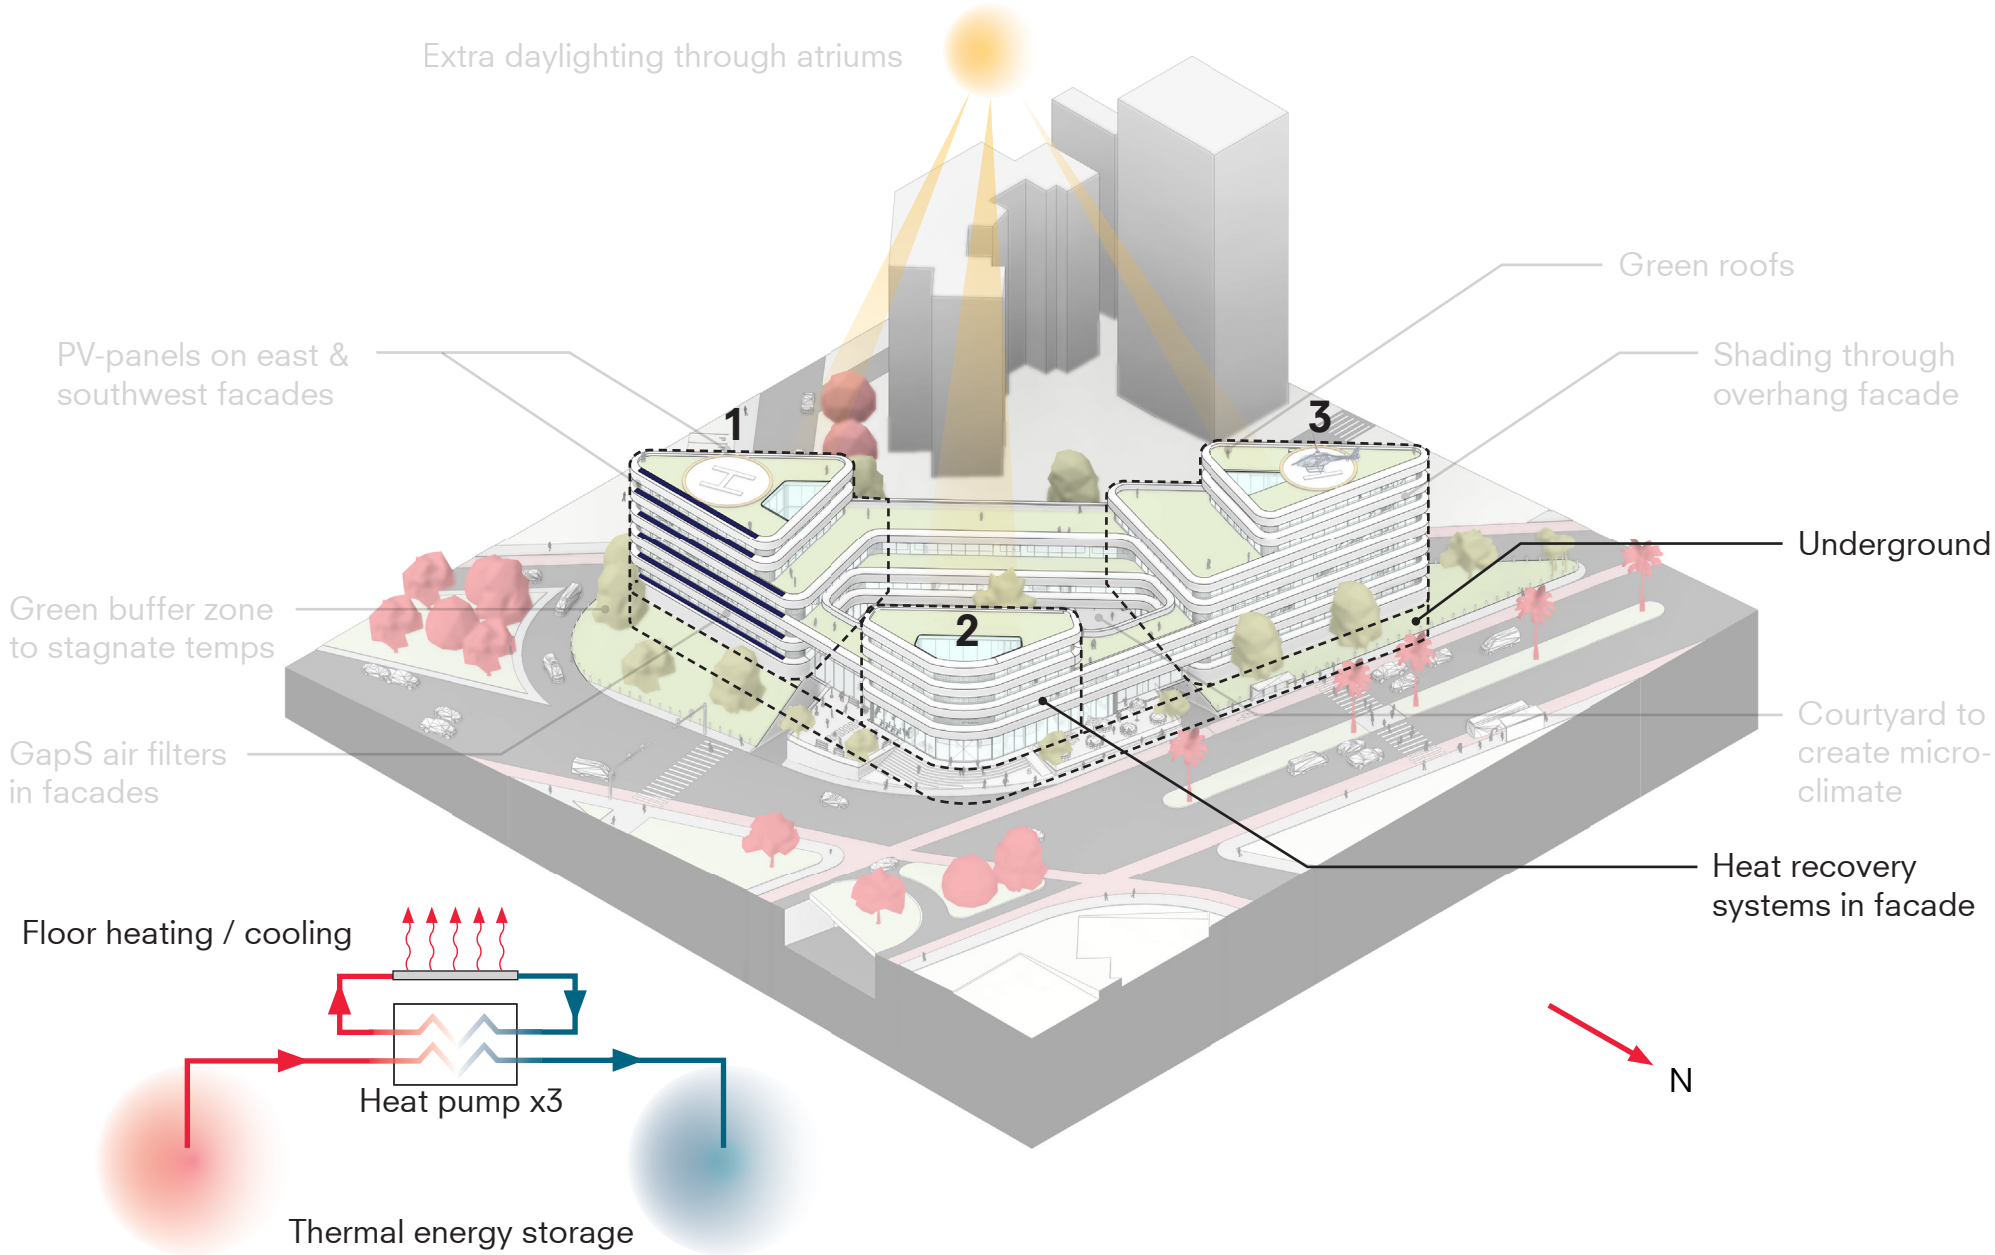 Extra daylighting through atriums
Green roofs
PV-panels on east &
southwest facades
Shading through
overhang facade
1
3
H
Underground
Green buffer zone
to stagnate temps
2
GapS air filters
in facades
Courtyard to
create micro-
climate
Heat recovery
systems in facade
Floor heating / cooling
Heat pump x3
N
Thermal energy storage